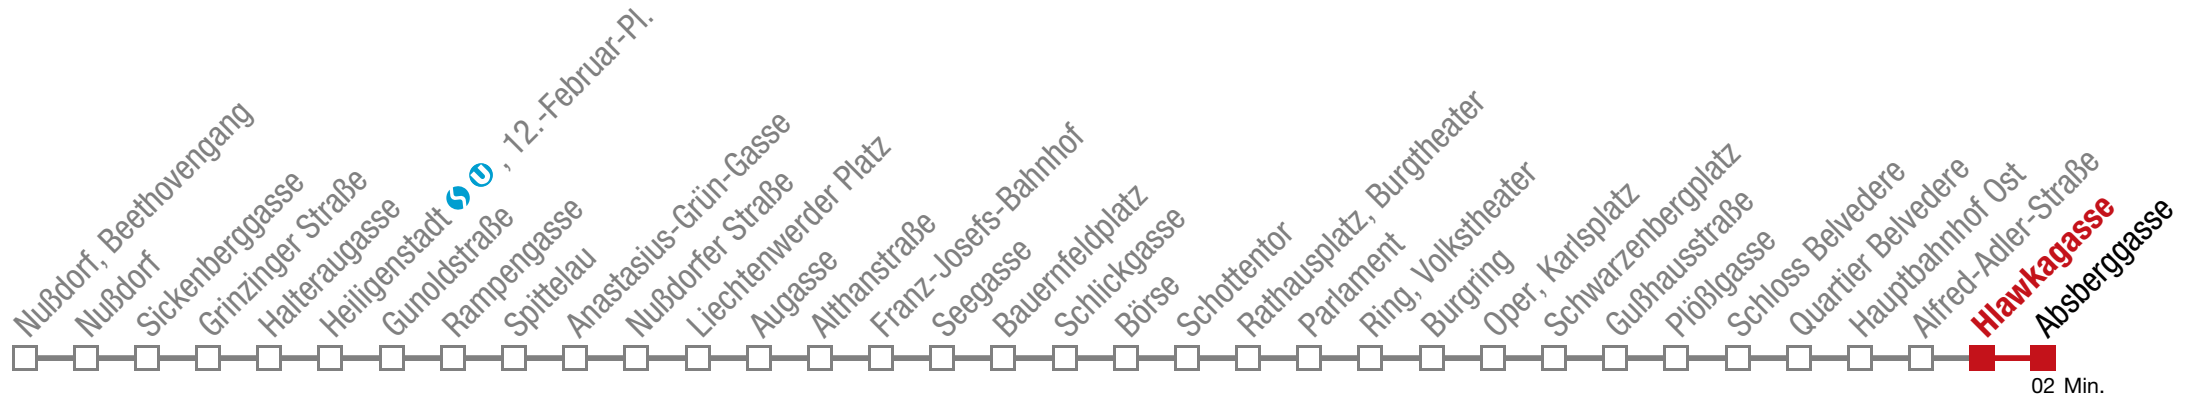 Nußdorf, Beethovengang
Nußdorf
Sickenberggasse
Grinzinger Straße
Halteraugasse
Heiligenstadt S U , 12.-Februar-Pl.
Gunoldstraße
Rampengasse
Spittelau
Anastasius-Grün-Gasse
Nußdorfer Straße
Liechtenwerder Platz
Augasse
Althanstraße
Franz-Josefs-Bahnhof
Seegasse
Bauernfeldplatz
Schlickgasse
Börse
Schottentor
Rathausplatz, Burgtheater
Parlament
Ring, Volkstheater
Burgring
Oper, Karlsplatz
Schwarzenbergplatz
Gußhausstraße
Plößlgasse
Schloss Belvedere
Quartier Belvedere
Hauptbahnhof Ost
Alfred-Adler-Straße
Hlawkagasse
Absberggasse
02 Min.